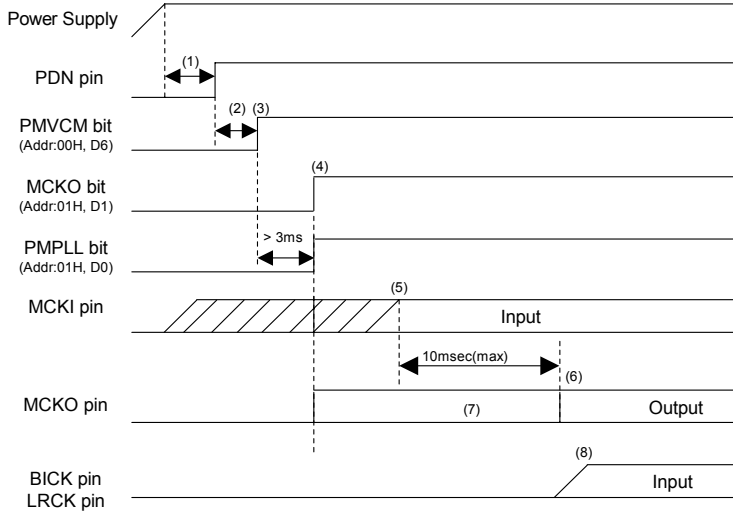 Power Supply
(1)
PDN pin
(2) (3)
PMVCM bit
(Addr:00H, D6)
(4)
MCKO bit
(Addr:01H, D1)
> 3ms
PMPLL bit
(Addr:01H, D0)
(5)
MCKI pin
Input
10msec(max)
(6)
MCKO pin
(7)
Output
(8)
BICK pin
LRCK pin
Input